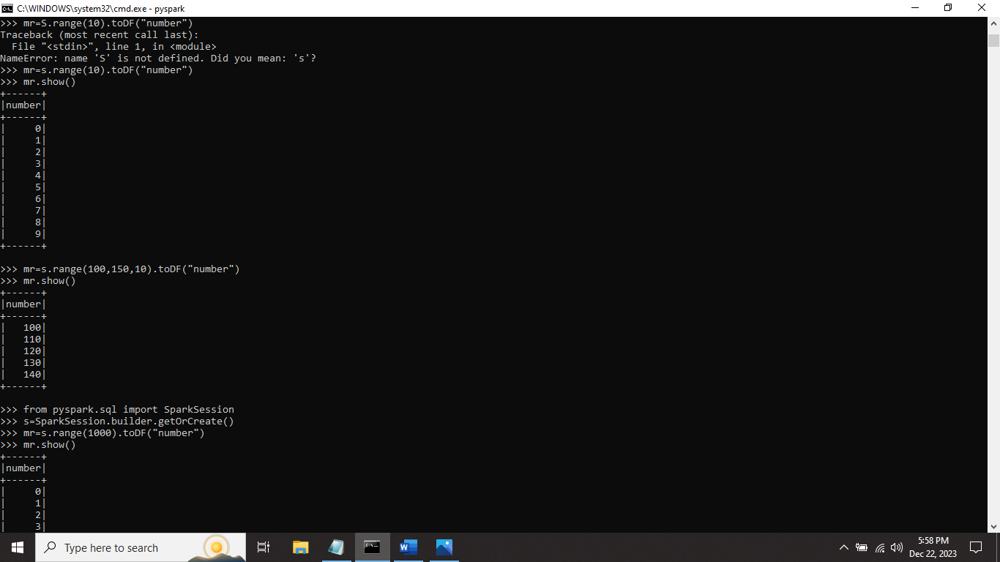 C:\WINDOWS\system32\cmd.exe - pyspark
>>> mr=S.range(10).toDF("number")
Traceback (most recent call last):
  File "<stdin>", line 1, in <module>
NameError: name 'S' is not defined. Did you mean: 's'?
>>> mr=s.range(10).toDF("number")
>>> mr.show()
+------+
|number|
+------+
|     0|
|     1|
|     2|
|     3|
|     4|
|     5|
|     6|
|     7|
|     8|
|     9|
+------+
>>> mr=s.range(100,150,10).toDF("number")
>>> mr.show()
+------+
|number|
+------+
|   100|
|   110|
|   120|
|   130|
|   140|
+------+
>>> from pyspark.sql import SparkSession
>>> s=SparkSession.builder.getOrCreate()
>>> mr=s.range(1000).toDF("number")
>>> mr.show()
+------+
|number|
+------+
|     0|
|     1|
|     2|
|     3|
Type here to search
5:58 PM
Dec 22, 2023